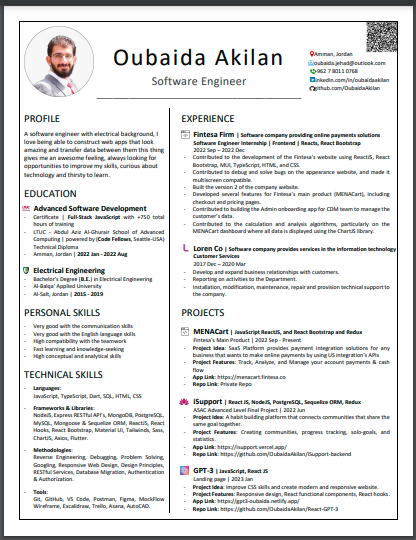 Oubaida Akilan
Software Engineer
Amman, Jordan
oubaida.jehad@outlook.com
+962 7 8011 0768
linkedin.com/in/oubaidaakilan
github.com/OubaidaAkilan
PROFILE
A software engineer with electrical background, I
love being able to construct web apps that look
amazing and transfer data between them this thing
gives me an awesome feeling, always looking for
opportunities to improve my skills, curious about
technology and thirsty to learn.
EDUCATION
Advanced Software Development
- Certificate | Full-Stack JavaScript with +750 total
hours of training
- LTUC - Abdul Aziz Al-Ghurair School of Advanced
Computing | powered by (Code Fellows, Seattle-USA)
- Technical Diploma
- Amman, Jordan | 2022 Jan - 2022 Aug
Electrical Engineering
- Bachelor's Degree (B.E.) in Electrical Engineering
- Al-Balqa' Applied University
- Al-Salt, Jordan | 2015 - 2019
PERSONAL SKILLS
- Very good with the communication skills
- Very good with the English language skills
- High compatibility with the teamwork
- Fast learning and knowledge-seeking
- High conceptual and analytical skills
TECHNICAL SKILLS
- Languages:
JavaScript, TypeScript, Dart, SQL, HTML, CSS
- Frameworks & Libraries:
NodeJS, Express RESTful API's, MongoDB, PostgreSQL,
MySQL, Mongoose & Sequelize ORM, ReactJS, React
Hooks, React Bootstrap, Material UI, Tailwinds, Sass,
ChartJS, Axios, Flutter.
- Methodologies:
Reverse Engineering, Debugging, Problem Solving,
Googling, Responsive Web Design, Design Principles,
RESTful Services, Database Migration, Authentication
& Authorization.
- Tools:
Git, GitHub, VS Code, Postman, Figma, MockFlow
Wireframe, Excalidraw, Trello, Asana, AutoCAD.
EXPERIENCE
Fintesa Firm | Software company providing online payments solutions
Software Engineer Internship | Frontend | Reacts, React Bootstrap
2022 Sep – 2022 Dec
- Contributed to the development of the Fintesa's website using ReactJS, React
Bootstrap, MUI, TypeScript, HTML, and CSS.
- Contributed to debug and solve bugs on the appearance website, and made it
multiscreen compatible.
- Built the version 2 of the company website.
- Developed several features for Fintesa's main product (MENACart), including
checkout and pricing pages.
- Contributed to building the Admin onboarding app for CDM team to manage the
customer's data.
- Contributed to the calculation and analysis algorithms, particularly on the
MENACart dashboard where all data is displayed using the ChartJS library.
Loren Co | Software company provides services in the information technology
Customer Services
2017 Dec – 2020 Mar
- Develop and expand business relationships with customers.
- Reporting on activities to the Department.
- Installation, modification, maintenance, repair and provision technical support to
the company.
PROJECTS
MENACart | JavaScript ReactJS, and React Bootstrap and Redux
Fintesa's Main Product | 2022 Sep - Present
- Project Idea: SaaS Platform provides payment integration solutions for any
business that wants to make online payments by using US integration's APIs
- Project Features: Track, Analyze, and Manage your account payments & cash
flow
- App Link: https://menacart.fintesa.co
- Repo Link: Private Repo
iSupport | React JS, NodeJS, PostgreSQL, Sequelize ORM, Redux
ASAC Advanced Level Final Project | 2022 Jun
- Project Idea: A habit building platform that connects communities that share the
same goal together.
- Project Features: Creating communities, progress tracking, solo-goals, and
statistics.
- App Link: https://isupport.vercel.app/
- Repo Link: https://github.com/OubaidaAkilan/Support-backend
GPT-3 | JavaScript, React JS
Landing page | 2023 Jan
- Project Idea: Improve CSS skills and create modern and responsive website.
- Project Features: Responsive design, React functional components, React hooks.
- App Link: https://gpt3-oubaida.netlify.app/
- Repo Link: https://github.com/OubaidaAkilan/React-GPT-3